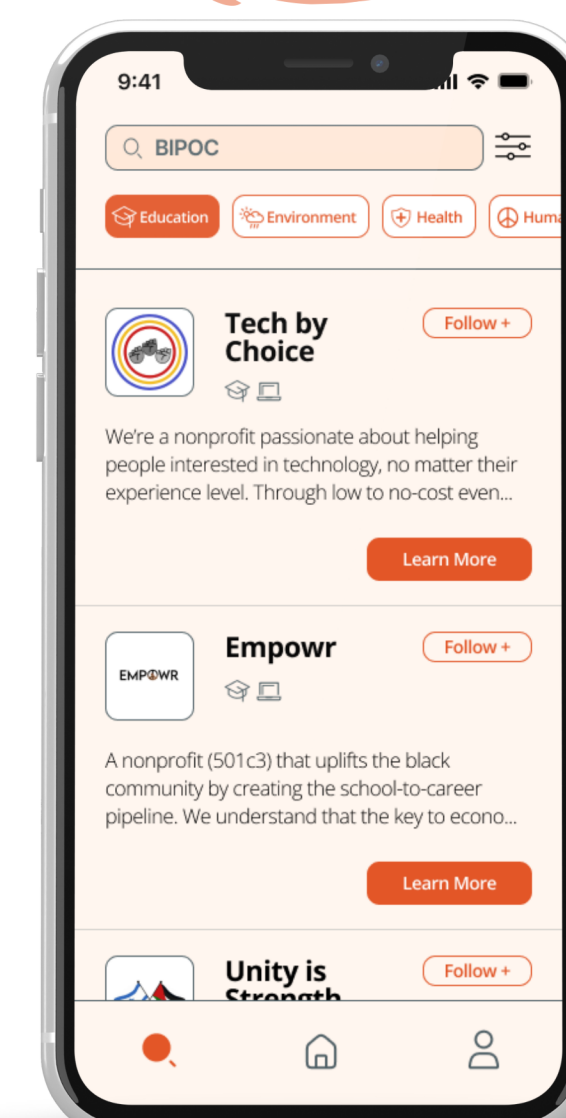 9:41
BIPOC
Education Environment Health Huma
Tech by
Choice
Follow +
We're a nonprofit passionate about helping
people interested in technology, no matter their
experience level. Through low to no-cost even...
Learn More
EMPOWR
Empowr
Follow +
A nonprofit (501c3) that uplifts the black
community by creating the school-to-career
pipeline. We understand that the key to econo...
Learn More
Unity is
Strength
Follow +